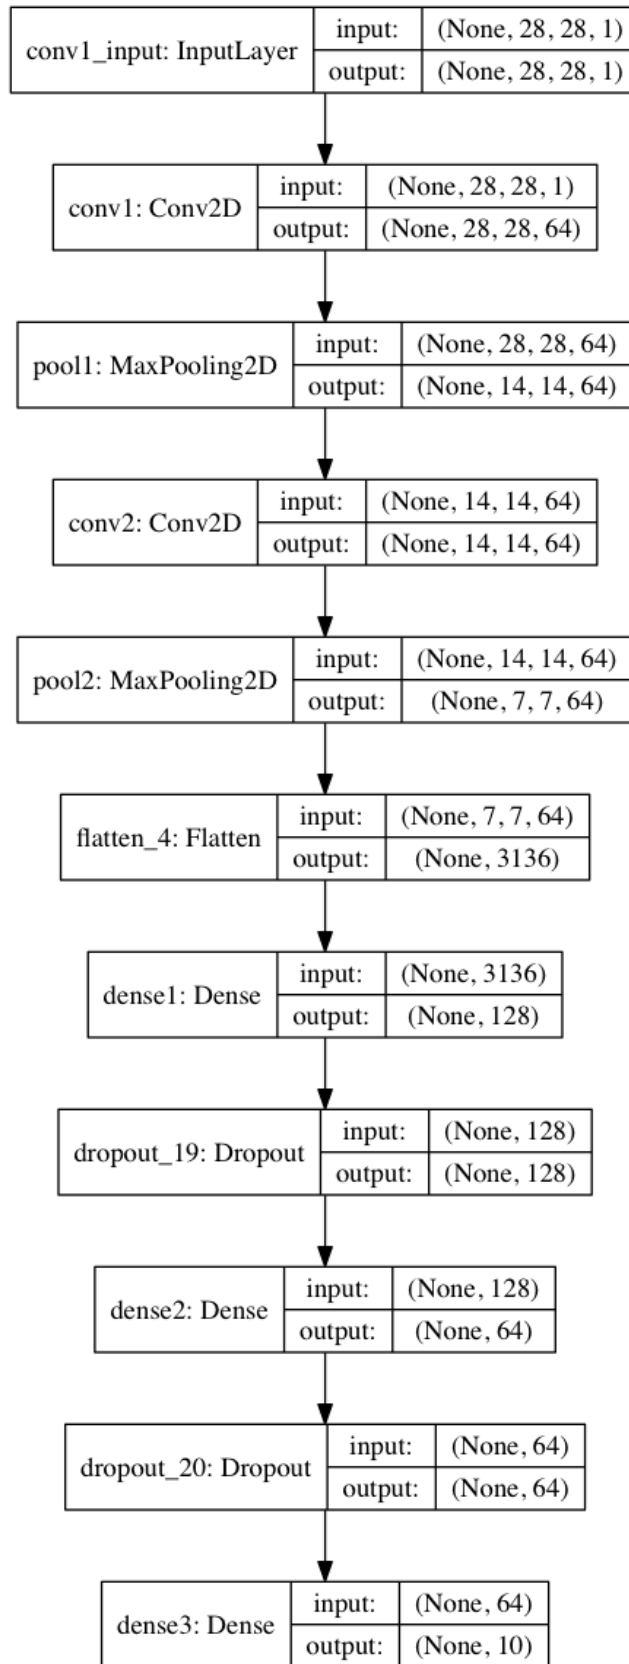 conv1_input: InputLayer
input: (None, 28, 28, 1)
output: (None, 28, 28, 1)
conv1: Conv2D
input: (None, 28, 28, 1)
output: (None, 28, 28, 64)
pool1: MaxPooling2D
input: (None, 28, 28, 64)
output: (None, 14, 14, 64)
conv2: Conv2D
input: (None, 14, 14, 64)
output: (None, 14, 14, 64)
pool2: MaxPooling2D
input: (None, 14, 14, 64)
output: (None, 7, 7, 64)
flatten_4: Flatten
input: (None, 7, 7, 64)
output: (None, 3136)
dense1: Dense
input: (None, 3136)
output: (None, 128)
dropout_19: Dropout
input: (None, 128)
output: (None, 128)
dense2: Dense
input: (None, 128)
output: (None, 64)
dropout_20: Dropout
input: (None, 64)
output: (None, 64)
dense3: Dense
input: (None, 64)
output: (None, 10)